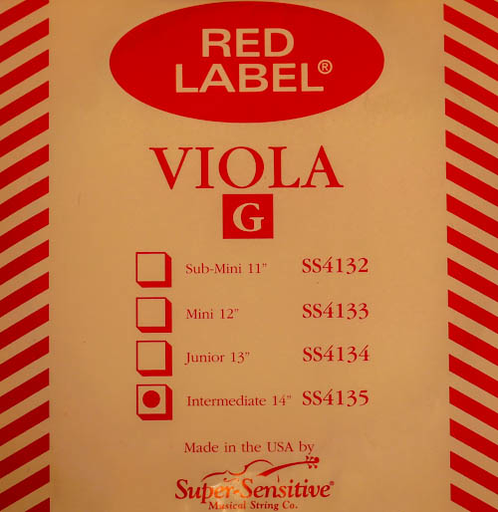 RED
LABEL®
VIOLA
G
Sub-Mini 11" SS4132
Mini 12" SS4133
Junior 13" SS4134
Intermediate 14" SS4135
Made in the USA by
Super-Sensitive®
Musical String Co.